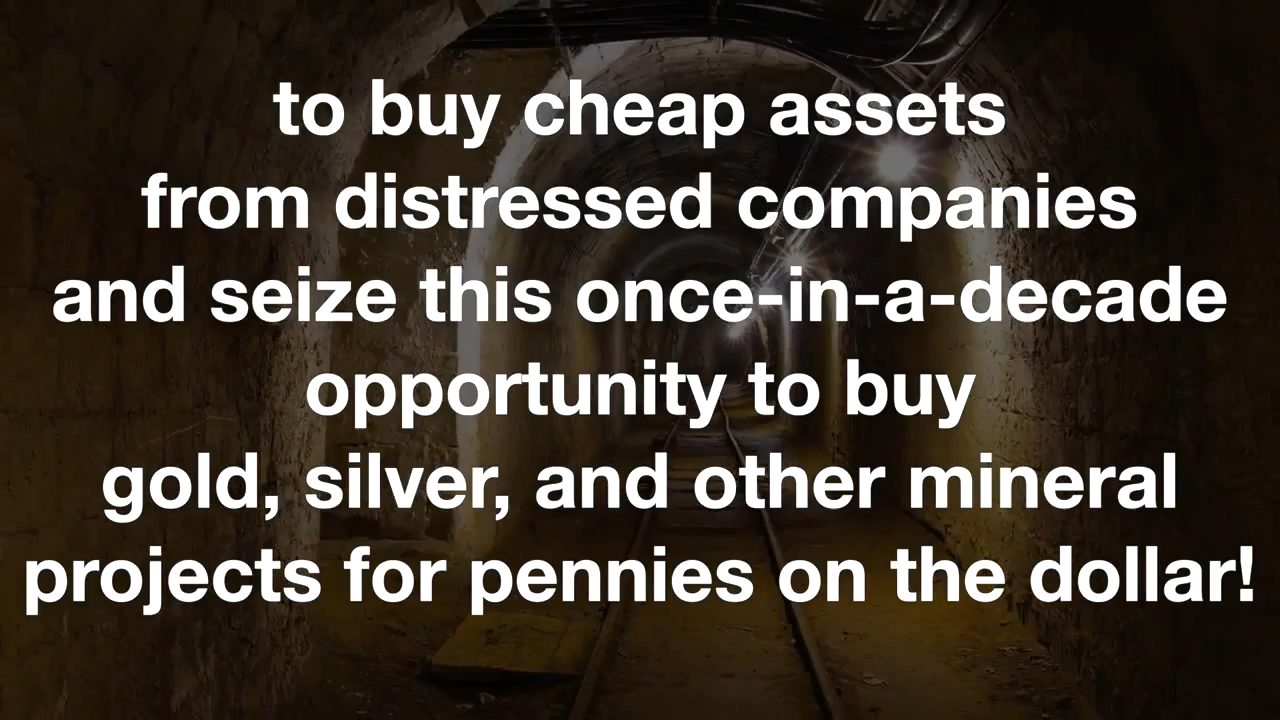 to buy cheap assets
from distressed companies
and seize this once-in-a-decade
opportunity to buy
gold, silver, and other mineral
projects for pennies on the dollar!